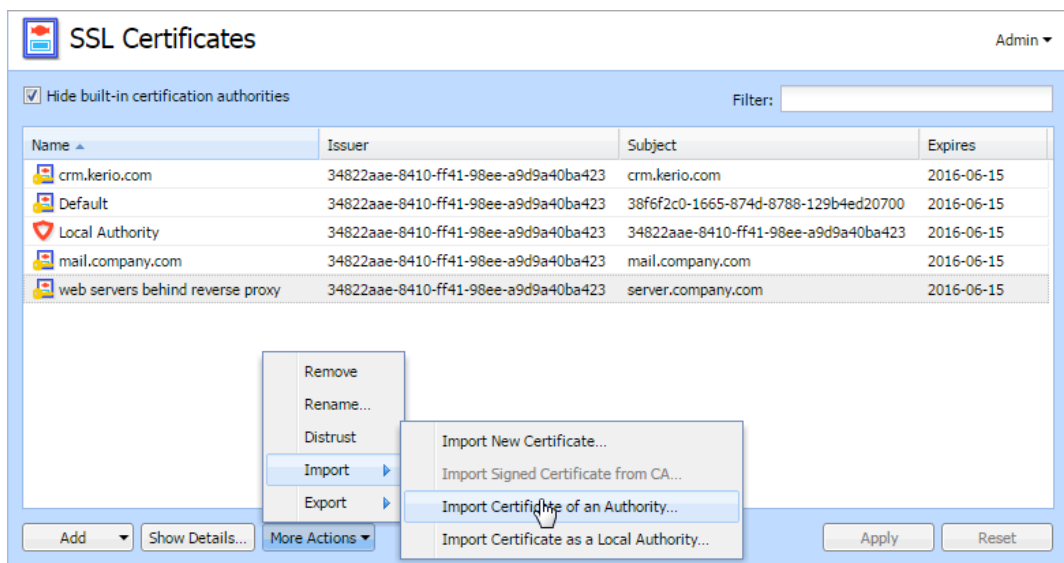 SSL Certificates
Admin
Hide built-in certification authorities
Filter:
Name Issuer Subject Expires
crm.kerio.com 34822aae-8410-ff41-98ee-a9d9a40ba423 crm.kerio.com 2016-06-15
Default 34822aae-8410-ff41-98ee-a9d9a40ba423 38f6f2c0-1665-874d-8788-129b4ed20700 2016-06-15
Local Authority 34822aae-8410-ff41-98ee-a9d9a40ba423 34822aae-8410-ff41-98ee-a9d9a40ba423 2016-06-15
mail.company.com 34822aae-8410-ff41-98ee-a9d9a40ba423 mail.company.com 2016-06-15
web servers behind reverse proxy 34822aae-8410-ff41-98ee-a9d9a40ba423 server.company.com 2016-06-15
Remove
Rename...
Distrust
Import
Export
Import New Certificate...
Import Signed Certificate from CA...
Import Certificate of an Authority...
Import Certificate as a Local Authority...
Add Show Details... More Actions Apply Reset